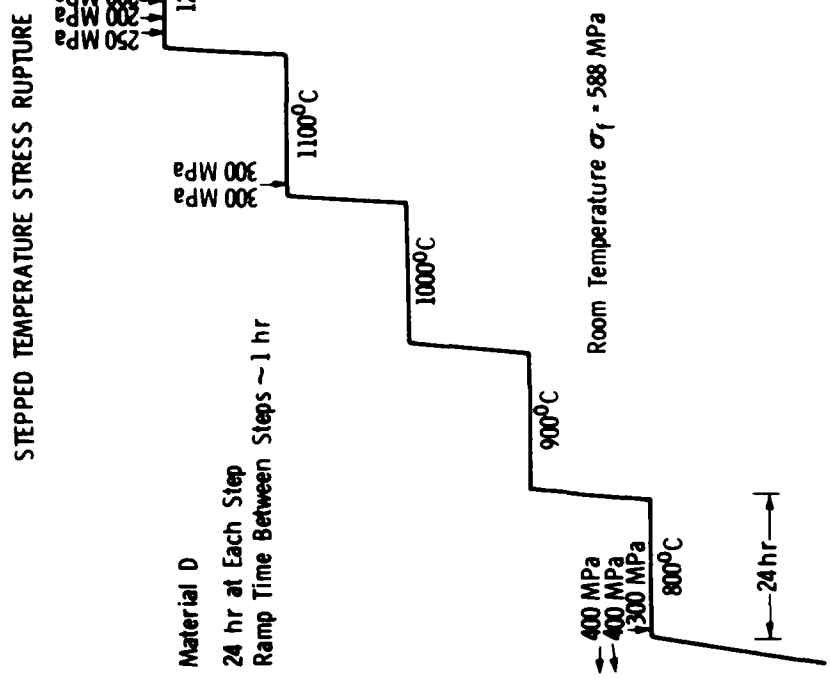 STEPPED TEMPERATURE STRESS RUPTURE
200 MPa
250 MPa
1100°C
300 MPa
300 MPa
1000°C
Material D
24 hr at Each Step
Ramp Time Between Steps ~1 hr
900°C
Room Temperature σf = 588 MPa
400 MPa
400 MPa
300 MPa
800°C
24 hr